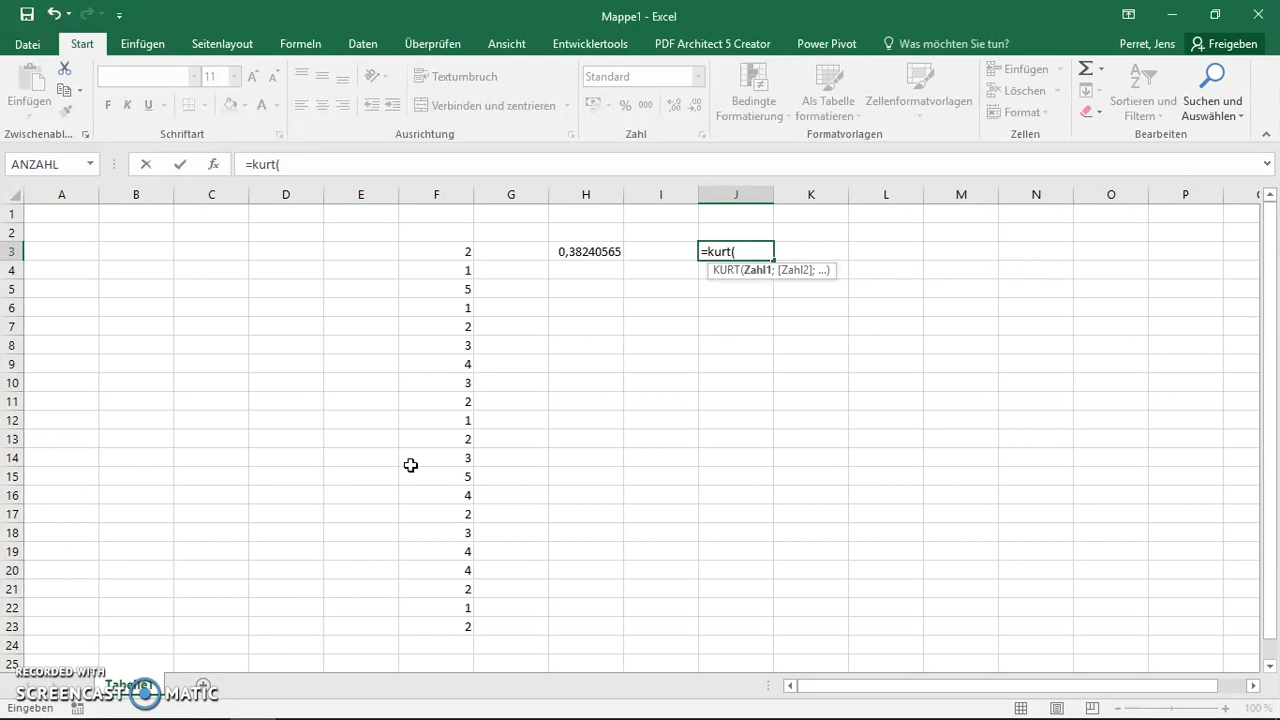 Mappe1 - Excel
Datei Start Einfügen Seitenlayout Formeln Daten Überprüfen Ansicht Entwicklertools PDF Architect 5 Creator Power Pivot Was möchten Sie tun? Perret, Jens Freigeben
Einfügen
11
F K U
Textumbruch
Verbinden und zentrieren
Standard
% 000
Bedingte Formatierung
Als Tabelle formatieren
Zellenformatvorlagen
Einfügen
Löschen
Format
Sortieren und Filtern
Suchen und Auswählen
Zwischenabl... Schriftart Ausrichtung Zahl Formatvorlagen Zellen Bearbeiten
ANZAHL fx =kurt(
A B C D E F G H I J K L M N O P
1
2
3 2 0,38240565 =kurt(
4 1 KURT(Zahl1; [Zahl2]; ...)
5 5
6 1
7 2
8 3
9 4
10 3
11 2
12 1
13 2
14 3
15 5
16 4
17 2
18 3
19 4
20 4
21 2
22 1
23 2
24
25
RECORDED WITH
SCREENCAST-O-MATIC
Tabelle1
Eingeben 100 %